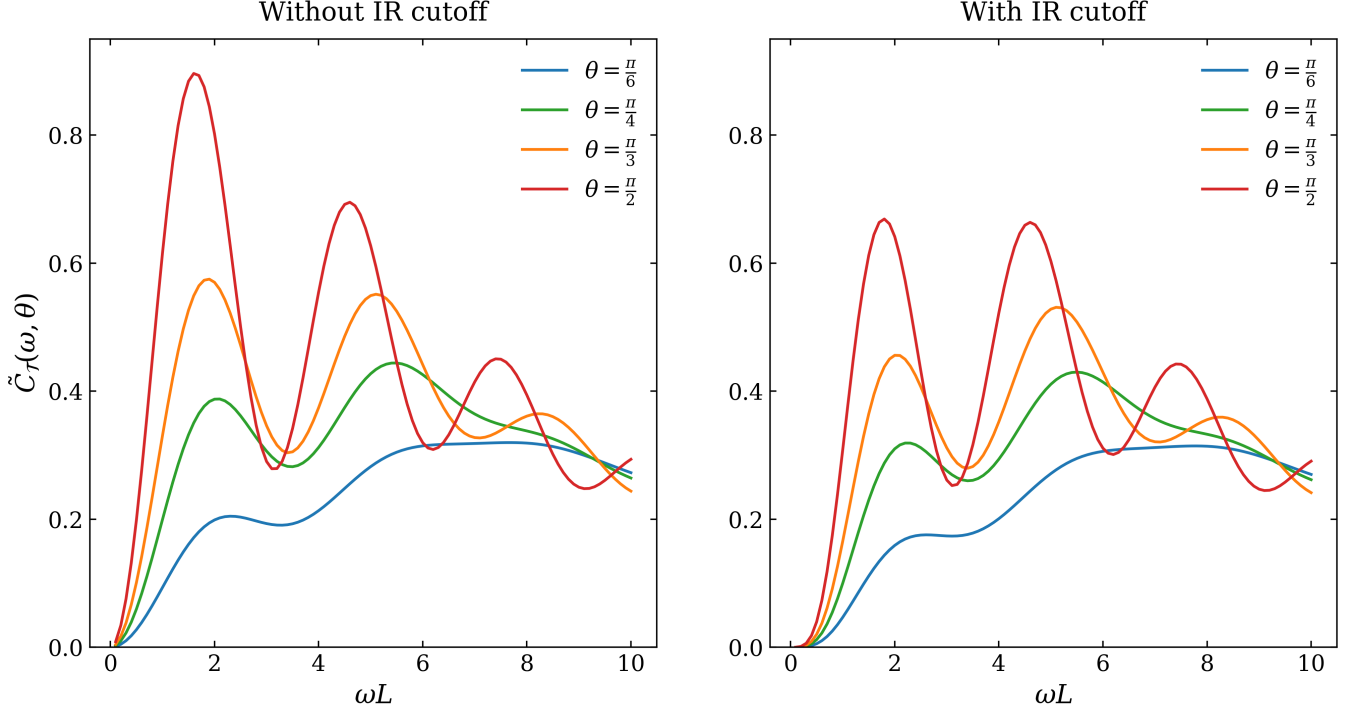 Without IR cutoff
C̃_𝒯(ω, θ)
0.8
0.6
0.4
0.2
0.0
θ = π/6
θ = π/4
θ = π/3
θ = π/2
0 2 4 6 8 10
ωL
With IR cutoff
0.8
0.6
0.4
0.2
0.0
θ = π/6
θ = π/4
θ = π/3
θ = π/2
0 2 4 6 8 10
ωL